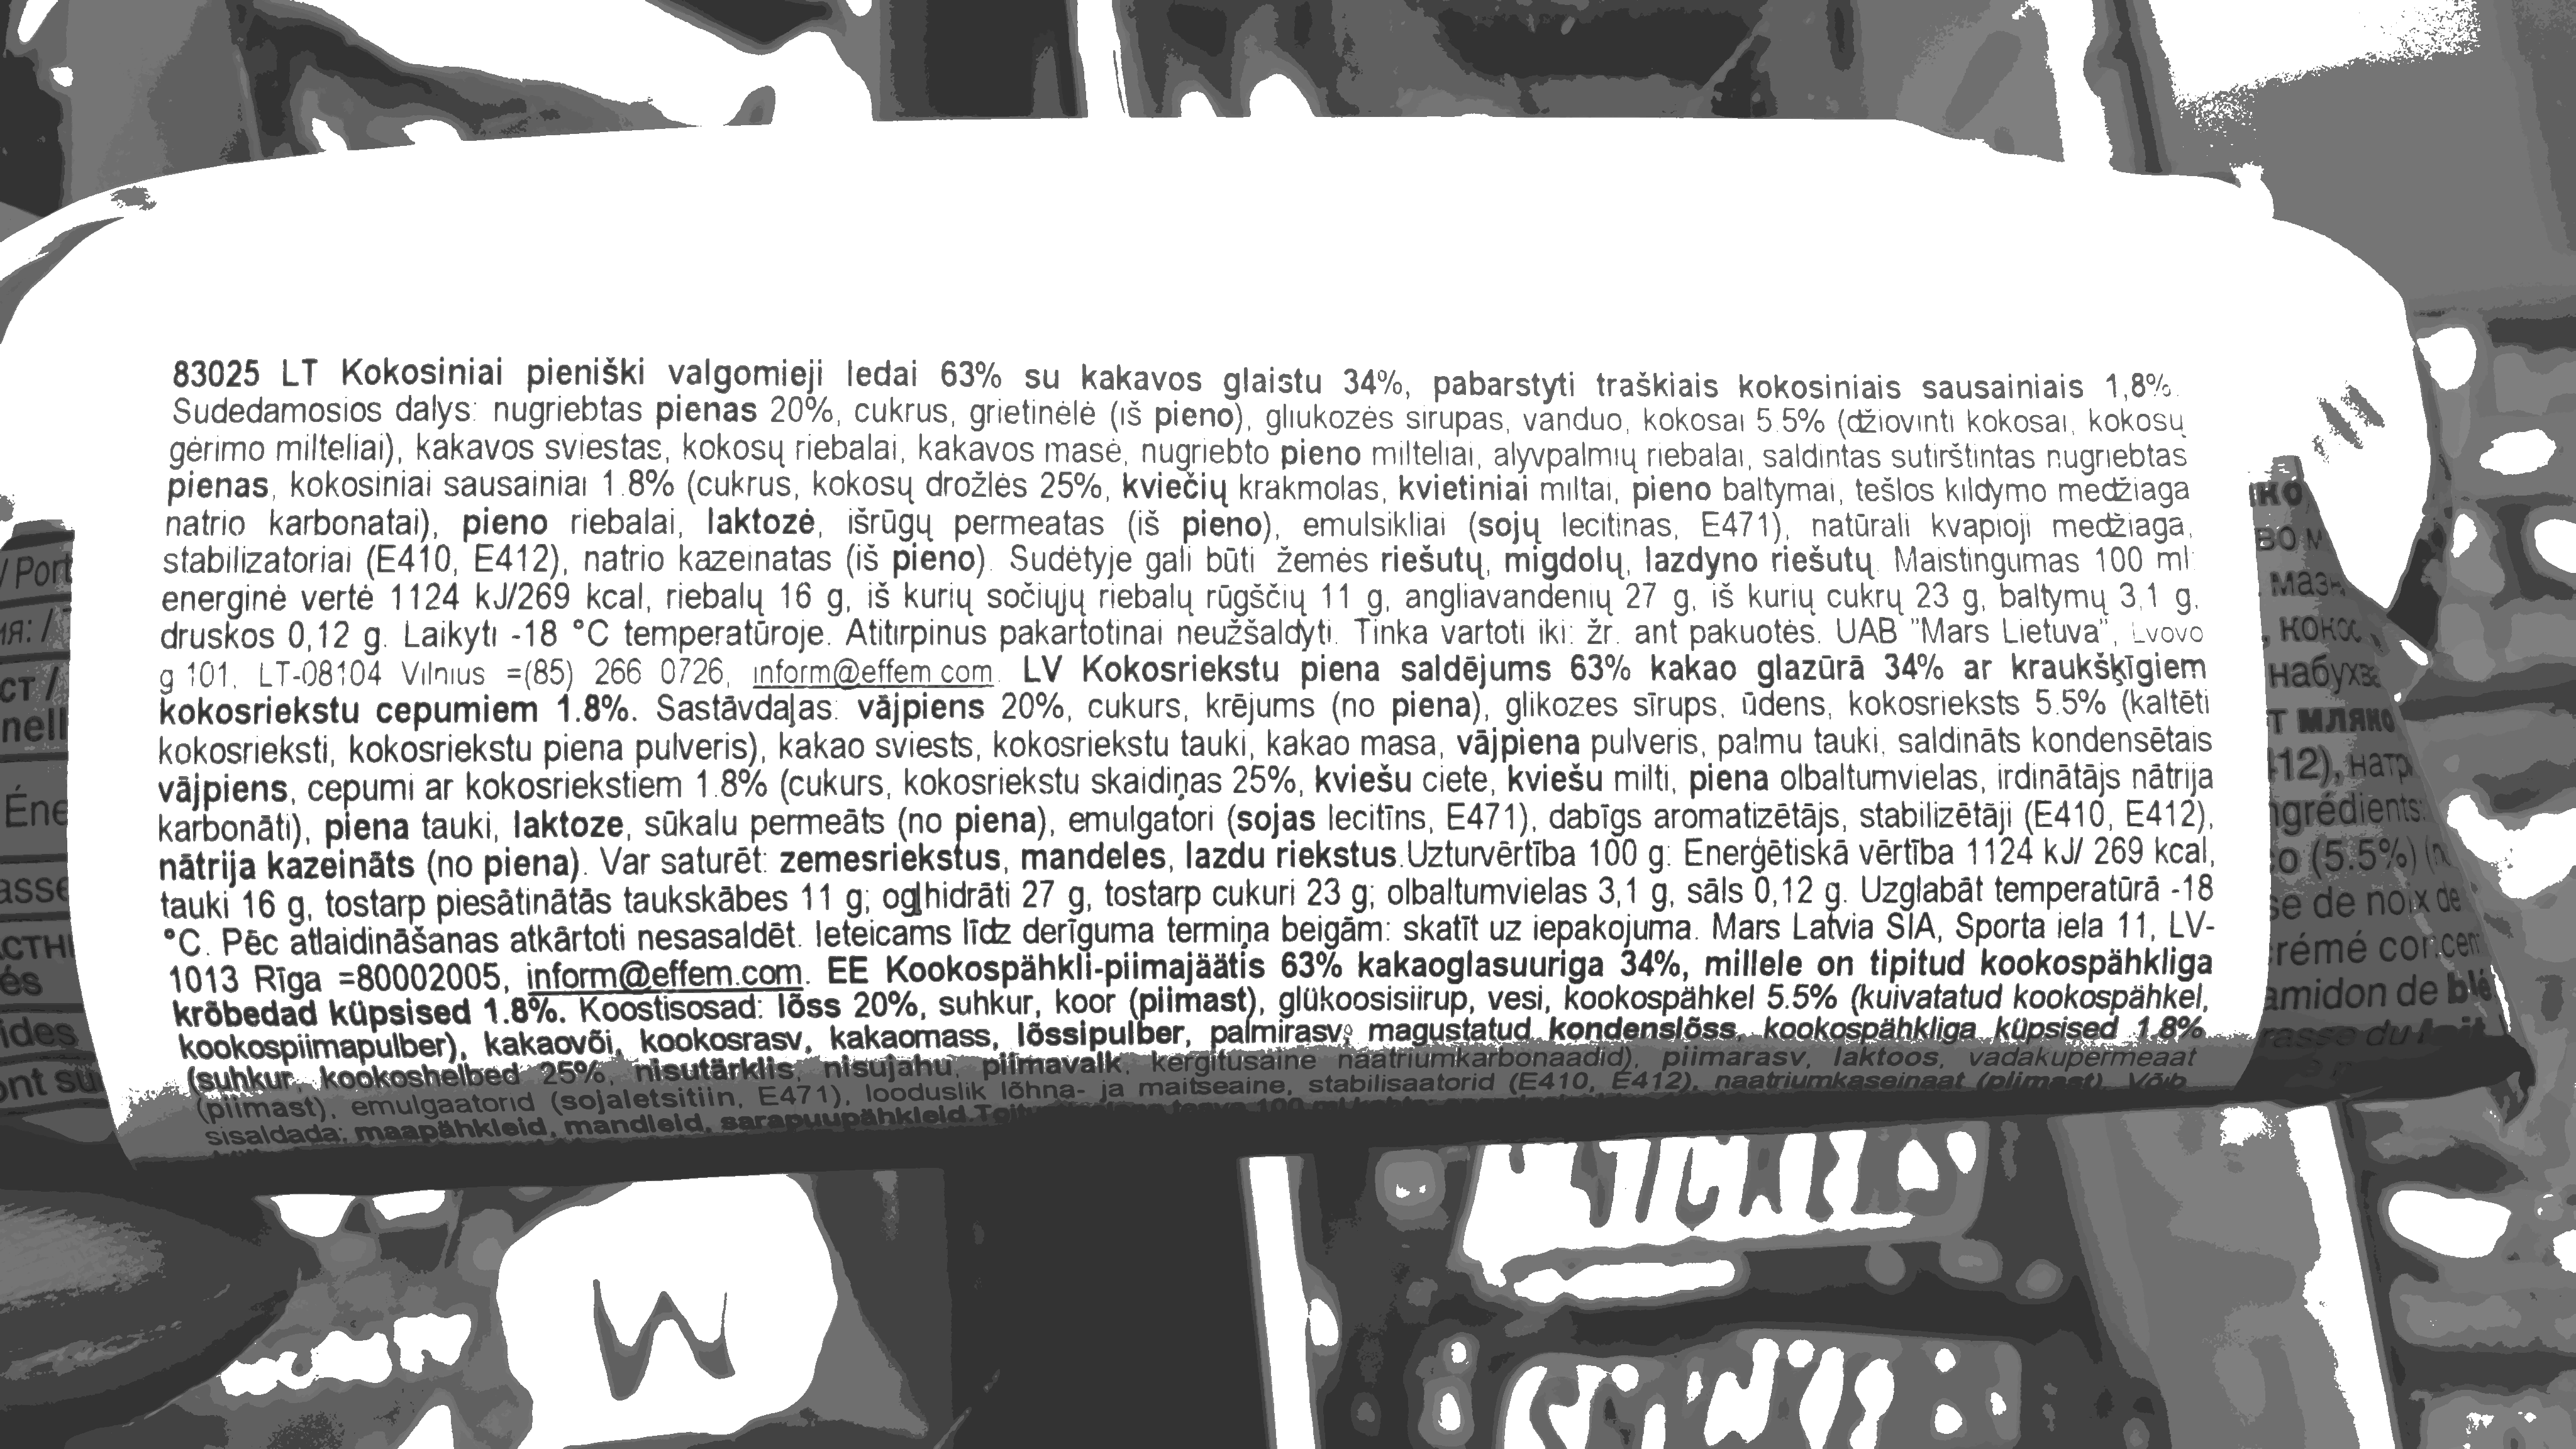 83025 LT Kokosiniai pieniški valgomieji ledai 63% su kakavos glaistu 34%, pabarstyti traškiais kokosiniais sausainiais 1,8%.
Sudedamosios dalys: nugriebtas pienas 20%, cukrus, grietinėlė (iš pieno), gliukozės sirupas, vanduo, kokosai 5.5% (džiovinti kokosai, kokosų
gėrimo milteliai), kakavos sviestas, kokosų riebalai, kakavos masė, nugriebto pieno milteliai, alyvpalmių riebalai, saldintas sutirštintas nugriebtas
pienas, kokosiniai sausainiai 1.8% (cukrus, kokosų drožlės 25%, kviečių krakmolas, kvietiniai miltai, pieno baltymai, tešlos kildymo medžiaga
natrio karbonatai), pieno riebalai, laktozė, išrūgų permeatas (iš pieno), emulsikliai (sojų lecitinas, E471), natūrali kvapioji medžiaga,
stabilizatoriai (E410, E412), natrio kazeinatas (iš pieno). Sudėtyje gali būti žemės riešutų, migdolų, lazdyno riešutų. Maistingumas 100 ml:
energinė vertė 1124 kJ/269 kcal, riebalų 16 g, iš kurių sočiųjų riebalų rūgščių 11 g, angliavandenių 27 g, iš kurių cukrų 23 g, baltymų 3,1 g,
druskos 0,12 g. Laikyti -18 °C temperatūroje. Atitirpinus pakartotinai neužšaldyti. Tinka vartoti iki: žr. ant pakuotės. UAB "Mars Lietuva", Lvovo
g 101, LT-08104 Vilnius =(85) 266 0726, inform@effem.com. LV Kokosriekstu piena saldējums 63% kakao glazūrā 34% ar kraukšķīgiem
kokosriekstu cepumiem 1.8%. Sastāvdaļas: vājpiens 20%, cukurs, krējums (no piena), glikozes sīrups, ūdens, kokosrieksts 5.5% (kaltēti
kokosrieksti, kokosriekstu piena pulveris), kakao sviests, kokosriekstu tauki, kakao masa, vājpiena pulveris, palmu tauki, saldināts kondensētais
vājpiens, cepumi ar kokosriekstiem 1.8% (cukurs, kokosriekstu skaidiņas 25%, kviešu ciete, kviešu milti, piena olbaltumvielas, irdinātājs nātrija
karbonāti), piena tauki, laktoze, sūkalu permeāts (no piena), emulgatori (sojas lecitīns, E471), dabīgs aromatizētājs, stabilizētāji (E410, E412),
nātrija kazeināts (no piena). Var saturēt: zemesriekstus, mandeles, lazdu riekstus.Uzturvērtība 100 g: Enerģētiskā vērtība 1124 kJ/ 269 kcal,
tauki 16 g, tostarp piesātinātās taukskābes 11 g; ogļhidrāti 27 g, tostarp cukuri 23 g; olbaltumvielas 3,1 g, sāls 0,12 g. Uzglabāt temperatūrā -18
°C. Pēc atlaidināšanas atkārtoti nesasaldēt. Ieteicams līdz derīguma termiņa beigām: skatīt uz iepakojuma. Mars Latvia SIA, Sporta iela 11, LV-
1013 Rīga =80002005, inform@effem.com. EE Kookospähkli-piimajäätis 63% kakaoglasuuriga 34%, millele on tipitud kookospähkliga
krõbedad küpsised 1.8%. Koostisosad: lõss 20%, suhkur, koor (piimast), glükoosisiirup, vesi, kookospähkel 5.5% (kuivatatud kookospähkel,
kookospiimapulber), kakaovõi, kookosrasv, kakaomass, lõssipulber, palmirasv, magustatud kondenslõss, kookospähkliga küpsised 1.8%
(suhkur, kookoshelbed 25%, nisutärklis, nisujahu, piimavalk, kergitusaine naatriumkarbonaadid), piimarasv, laktoos, vadakupermeaat
(piimast), emulgaatorid (sojaletsitiin, E471), looduslik lõhna- ja maitseaine, stabilisaatorid (E410, E412), naatriumkaseinaat (piimast). Võib
sisaldada: maapähkleid, mandleid, sarapuupähkleid.